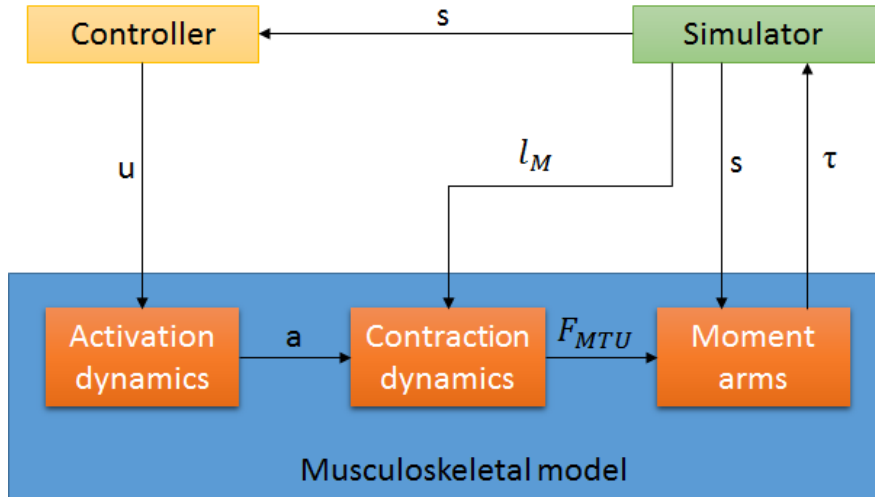 Controller
s
Simulator
u
l_M
s
τ
Activation
dynamics
a
Contraction
dynamics
F_MTU
Moment
arms
Musculoskeletal model